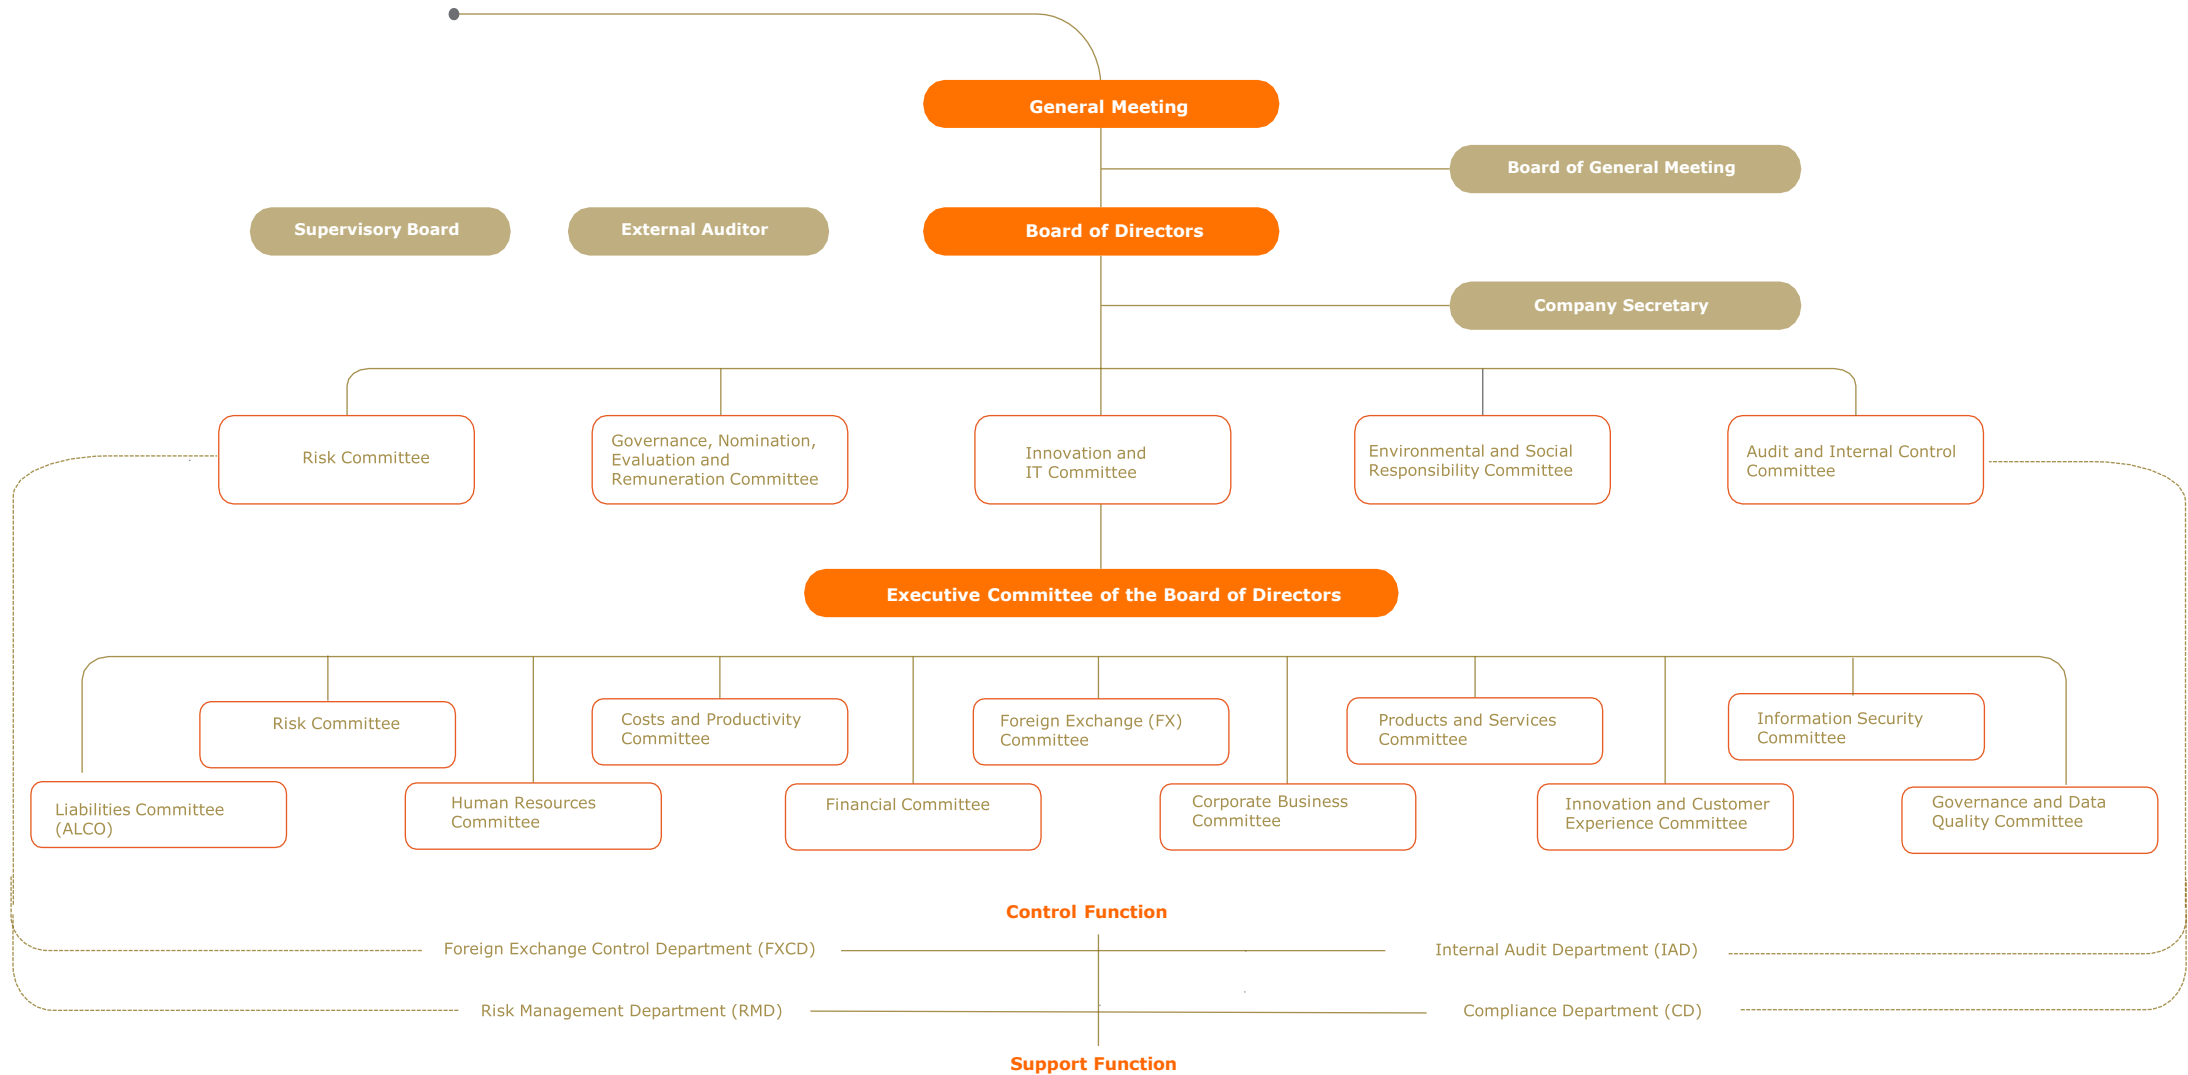 General Meeting
Board of General Meeting
Supervisory Board
External Auditor
Board of Directors
Company Secretary
Risk Committee
Governance, Nomination,
Evaluation and
Remuneration Committee
Innovation and
IT Committee
Environmental and Social
Responsibility Committee
Audit and Internal Control
Committee
Executive Committee of the Board of Directors
Risk Committee
Costs and Productivity
Committee
Foreign Exchange (FX)
Committee
Products and Services
Committee
Information Security
Committee
Liabilities Committee
(ALCO)
Human Resources
Committee
Financial Committee
Corporate Business
Committee
Innovation and Customer
Experience Committee
Governance and Data
Quality Committee
Control Function
Foreign Exchange Control Department (FXCD)
Internal Audit Department (IAD)
Risk Management Department (RMD)
Compliance Department (CD)
Support Function